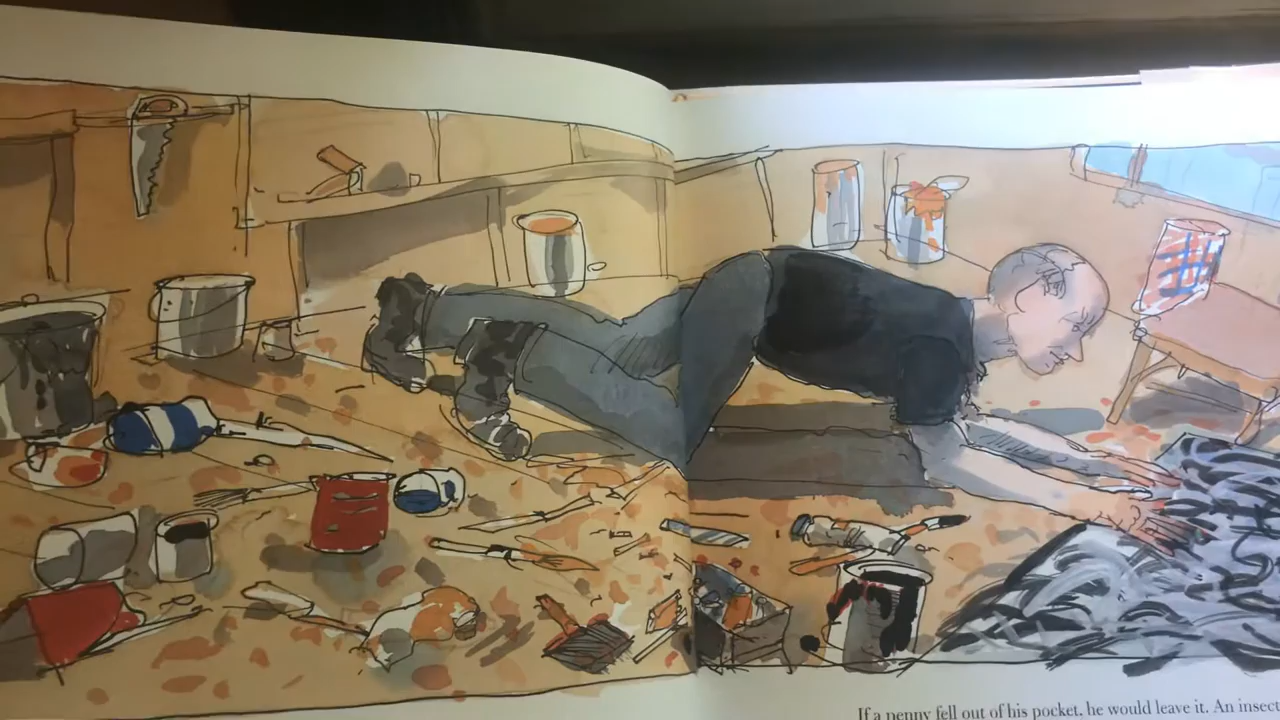 If a penny fell out of his pocket, he would leave it. An insect